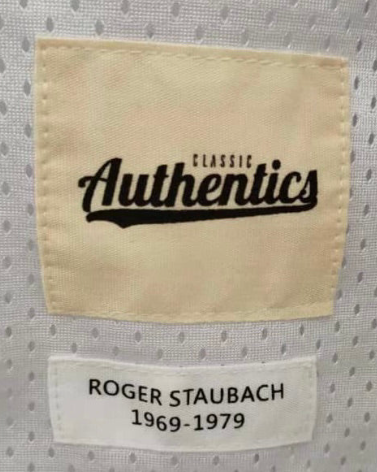 CLASSIC
Authentics
ROGER STAUBACH
1969-1979